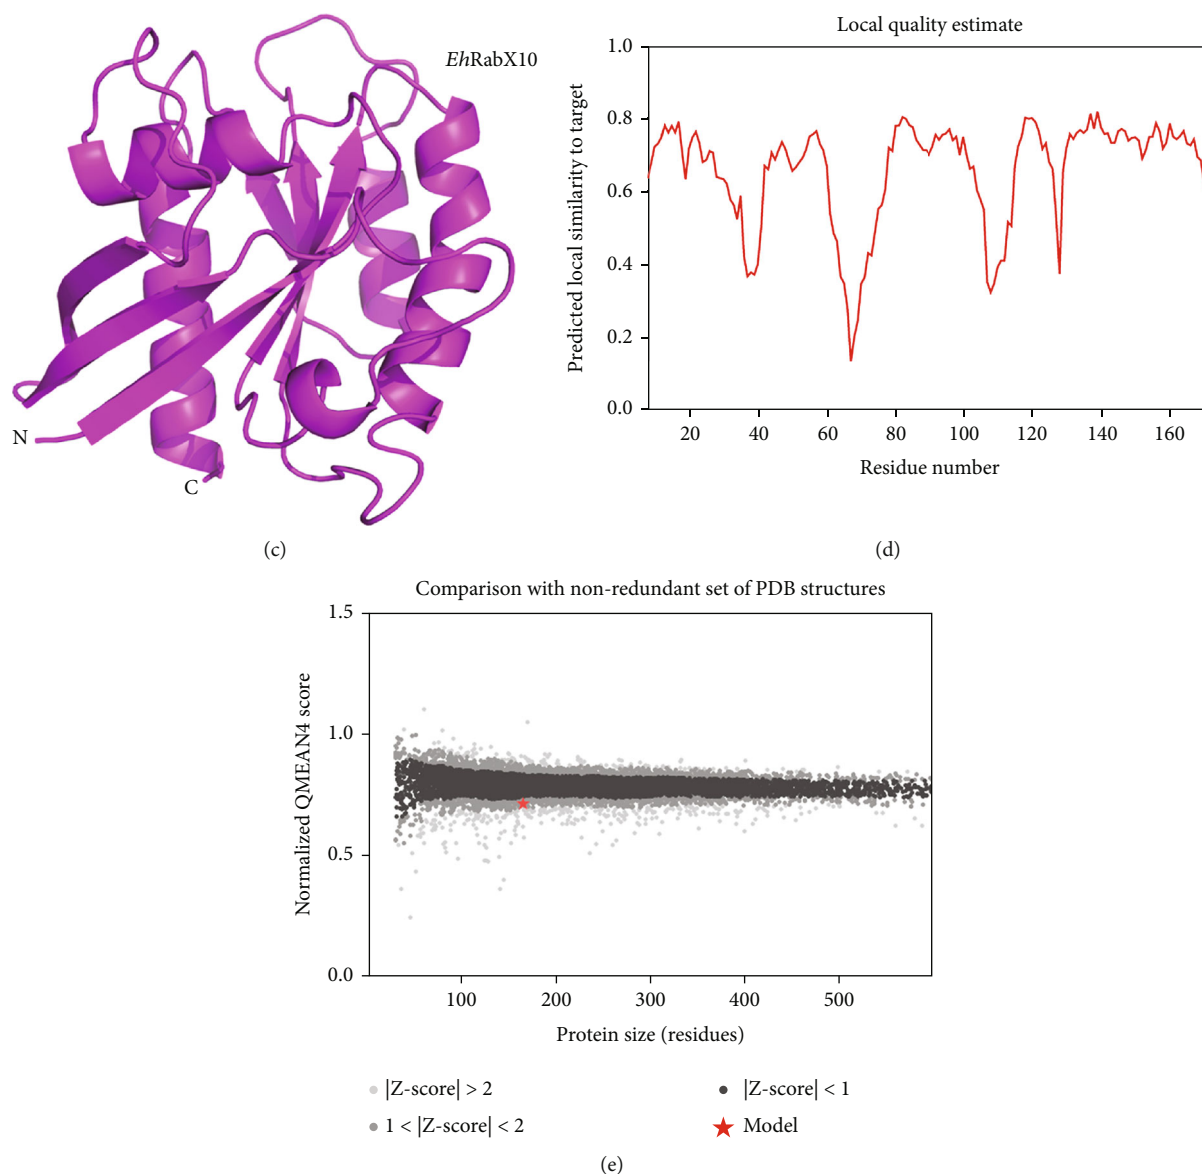 EhRabX10
N
C
(c)
Local quality estimate
Predicted local similarity to target
1.0
0.8
0.6
0.4
0.2
0.0
20 40 60 80 100 120 140 160
Residue number
(d)
Comparison with non-redundant set of PDB structures
Normalized QMEAN4 score
1.5
1.0
0.5
0.0
100 200 300 400 500
Protein size (residues)
|Z-score| > 2
|Z-score| < 1
1 < |Z-score| < 2
Model
(e)